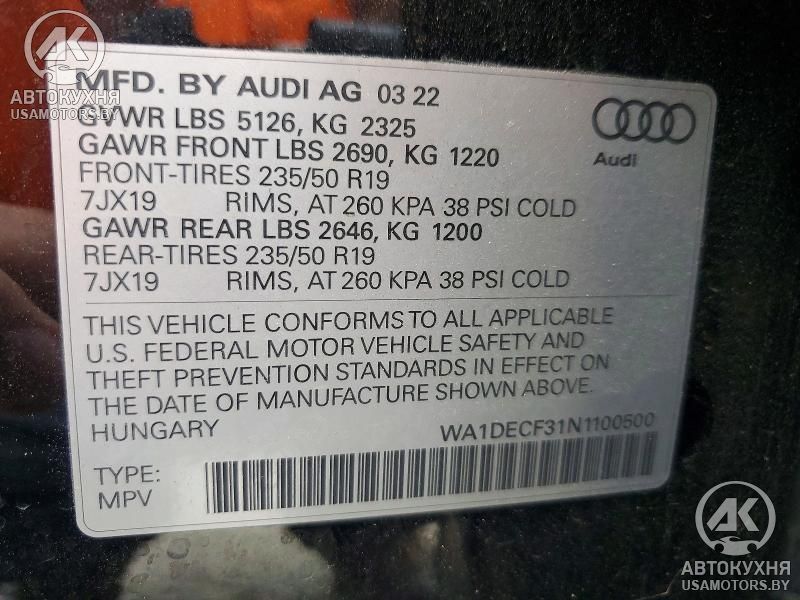 AK
АВТОКУХНЯ
USAMOTORS.BY
MFD. BY AUDI AG 03 22
GVWR LBS 5126, KG 2325
GAWR FRONT LBS 2690, KG 1220
FRONT-TIRES 235/50 R19
7JX19 RIMS, AT 260 KPA 38 PSI COLD
GAWR REAR LBS 2646, KG 1200
REAR-TIRES 235/50 R19
7JX19 RIMS, AT 260 KPA 38 PSI COLD
Audi
THIS VEHICLE CONFORMS TO ALL APPLICABLE
U.S. FEDERAL MOTOR VEHICLE SAFETY AND
THEFT PREVENTION STANDARDS IN EFFECT ON
THE DATE OF MANUFACTURE SHOWN ABOVE.
HUNGARY WA1DECF31N1100500
TYPE:
MPV
AK
АВТОКУХНЯ
USAMOTORS.BY